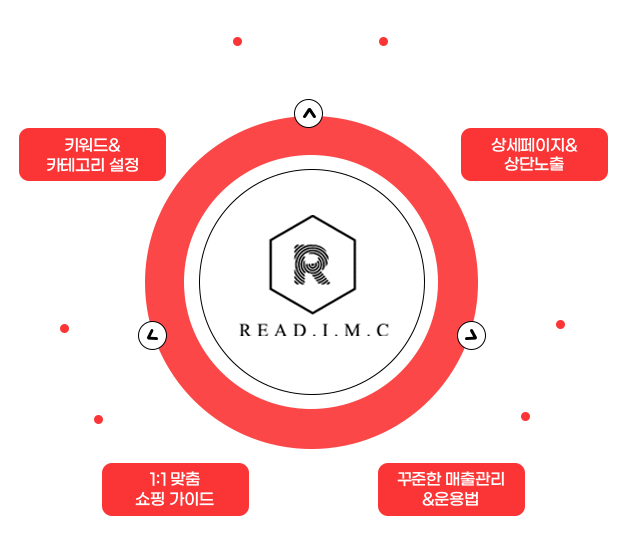 키워드&
카테고리 설정
상세페이지&
상단노출
R
READ.I.M.C
1:1 맞춤
쇼핑 가이드
꾸준한 매출관리
&운용법